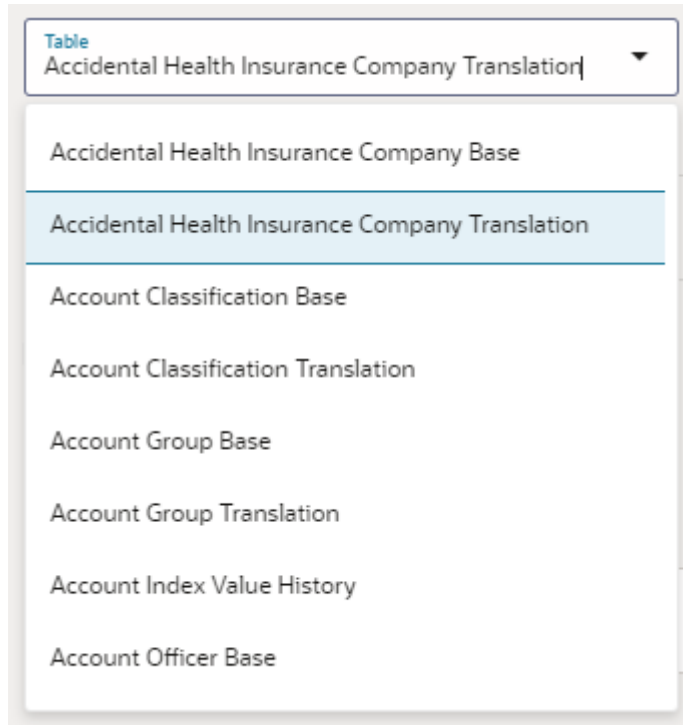 Table
Accidental Health Insurance Company Translation
Accidental Health Insurance Company Base
Accidental Health Insurance Company Translation
Account Classification Base
Account Classification Translation
Account Group Base
Account Group Translation
Account Index Value History
Account Officer Base